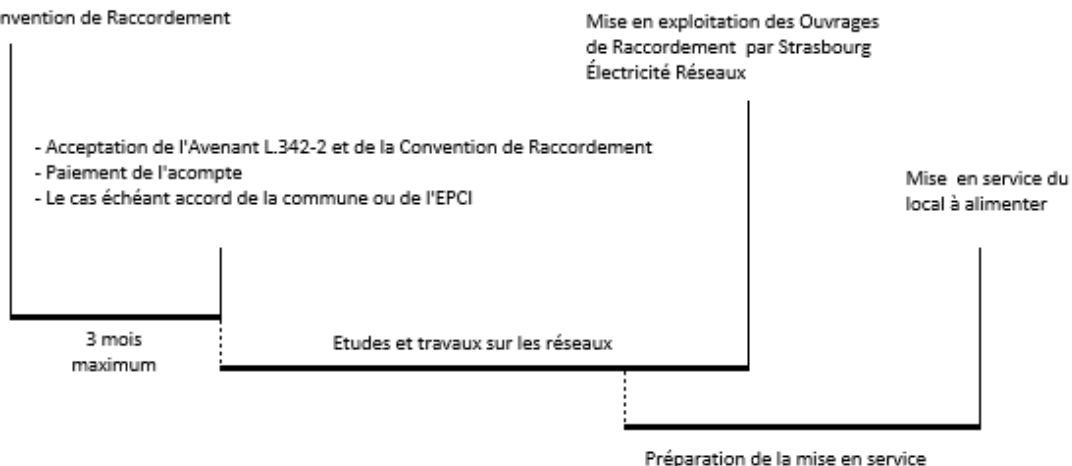 de Raccordement
Mise en exploitation des Ouvrages
de Raccordement par Strasbourg
Électricité Réseaux
- Acceptation de l'Avenant L.342-2 et de la Convention de Raccordement
- Paiement de l'acompte
- Le cas échéant accord de la commune ou de l'EPCI
Mise en service du
local à alimenter
3 mois
maximum
Etudes et travaux sur les réseaux
Préparation de la mise en service